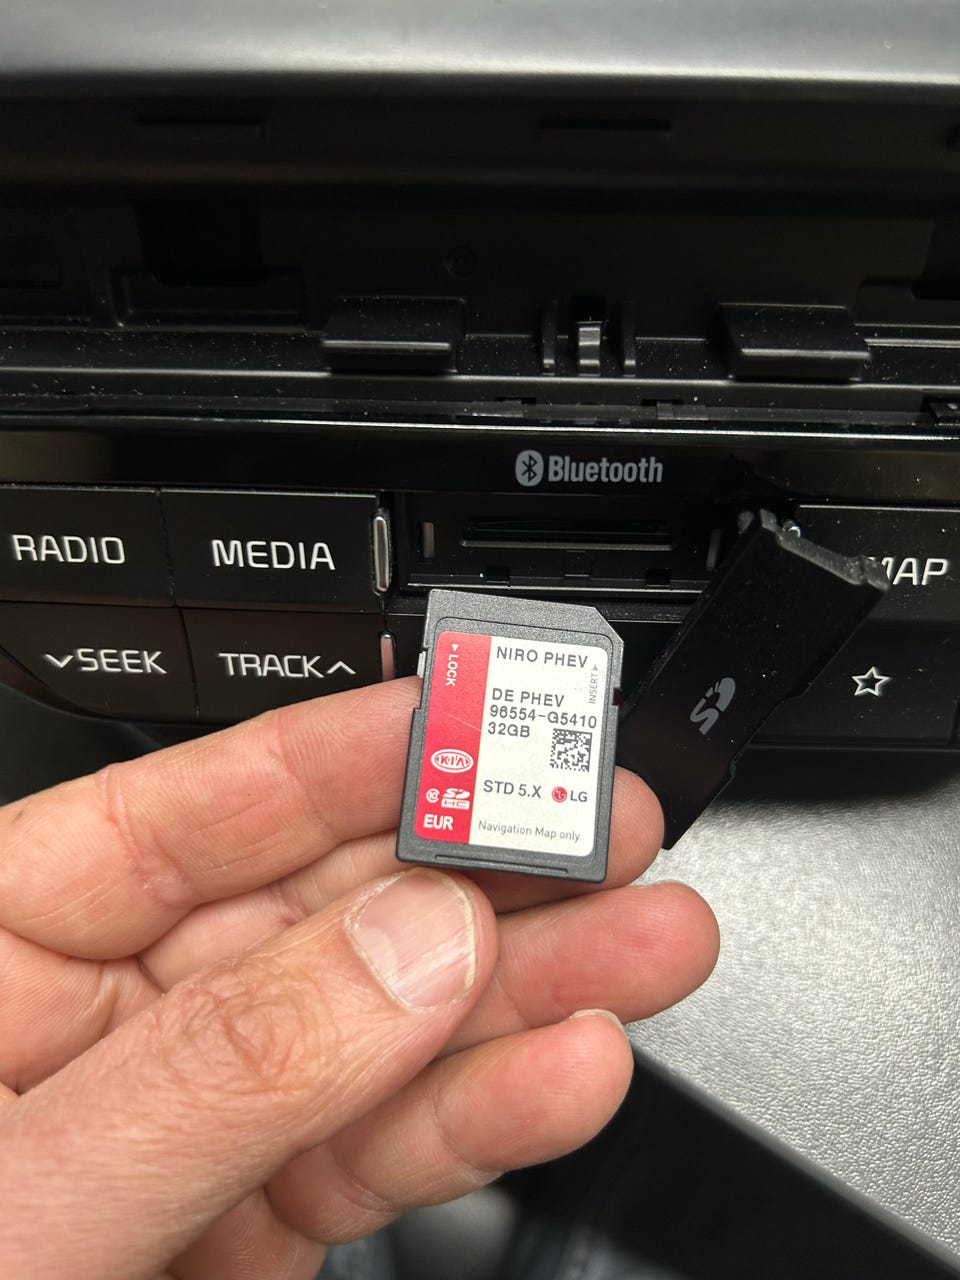 Bluetooth
RADIO
MEDIA
MAP
SEEK
TRACK
LOCK
NIRO PHEV
INSERT
DE PHEV
96554-G5410
32GB
KIA
STD 5.X
LG
10
SD
HC
EUR
Navigation Map only
SD